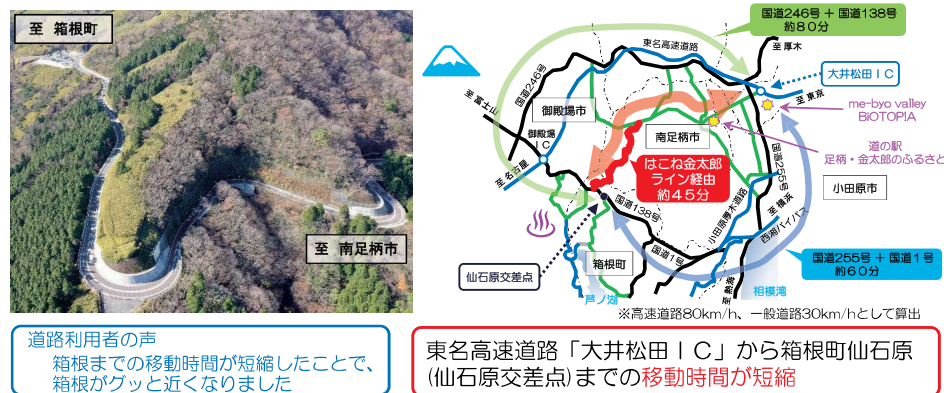 至 箱根町
至 南足柄市
国道246号 + 国道138号
約80分
至 厚木
東名高速道路
大井松田IC
至 東京
国道246号
至 富士山
御殿場市
南足柄市
me-byo valley
BIOTOPIA
御殿場
IC
道の駅
足柄・金太郎のふるさと
はこね金太郎
ライン経由
約45分
至 名古屋
国道255号
小田原市
国道138号
小田原厚木道路
至 横浜
西湘バイパス
国道1号
箱根町
仙石原交差点
国道255号 + 国道1号
約60分
芦ノ湖
至 熱海
相模湾
※高速道路80km/h、一般道路30km/hとして算出
道路利用者の声
箱根までの移動時間が短縮したことで、
箱根がグッと近くなりました
東名高速道路「大井松田IC」から箱根町仙石原
(仙石原交差点)までの移動時間が短縮